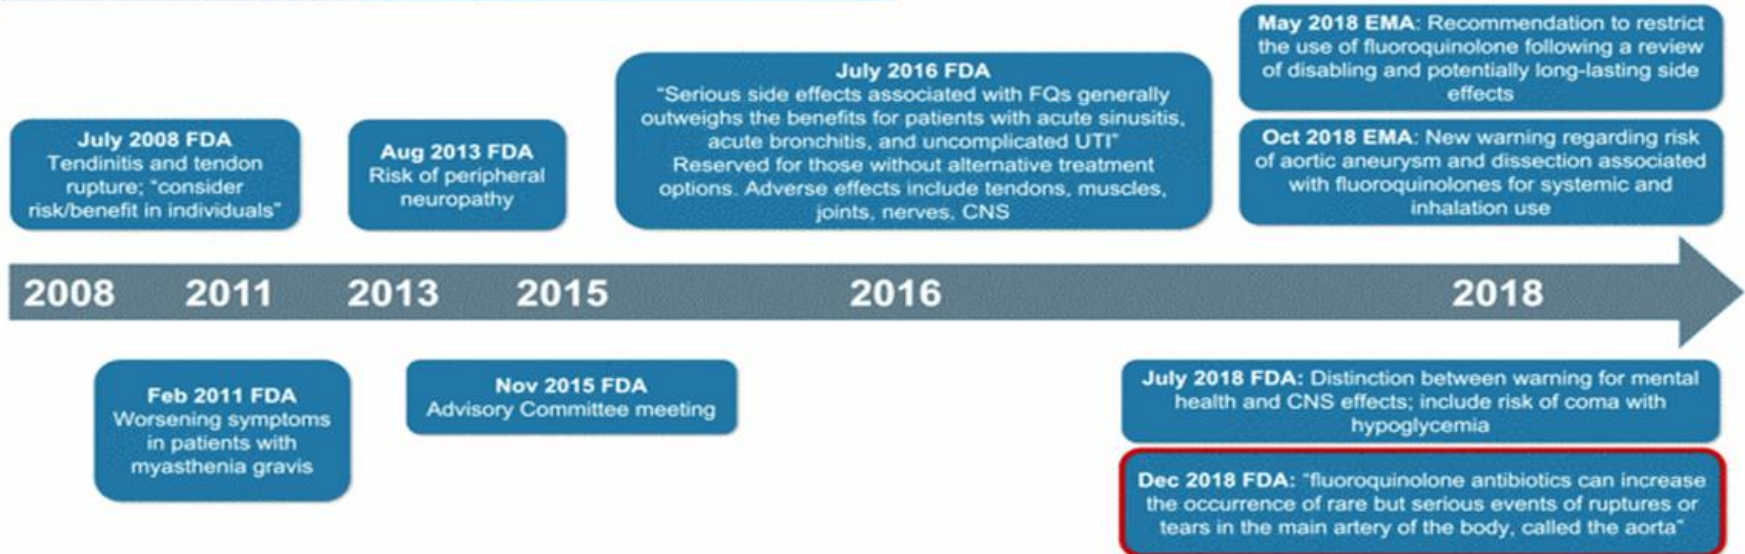 July 2008 FDA
Tendinitis and tendon
rupture; "consider
risk/benefit in individuals"
Aug 2013 FDA
Risk of peripheral
neuropathy
July 2016 FDA
"Serious side effects associated with FQs generally
outweighs the benefits for patients with acute sinusitis,
acute bronchitis, and uncomplicated UTI"
Reserved for those without alternative treatment
options. Adverse effects include tendons, muscles,
joints, nerves, CNS
May 2018 EMA: Recommendation to restrict
the use of fluoroquinolone following a review
of disabling and potentially long-lasting side
effects
Oct 2018 EMA: New warning regarding risk
of aortic aneurysm and dissection associated
with fluoroquinolones for systemic and
inhalation use
2008 2011 2013 2015 2016 2018
Feb 2011 FDA
Worsening symptoms
in patients with
myasthenia gravis
Nov 2015 FDA
Advisory Committee meeting
July 2018 FDA: Distinction between warning for mental
health and CNS effects; include risk of coma with
hypoglycemia
Dec 2018 FDA: "fluoroquinolone antibiotics can increase
the occurrence of rare but serious events of ruptures or
tears in the main artery of the body, called the aorta"